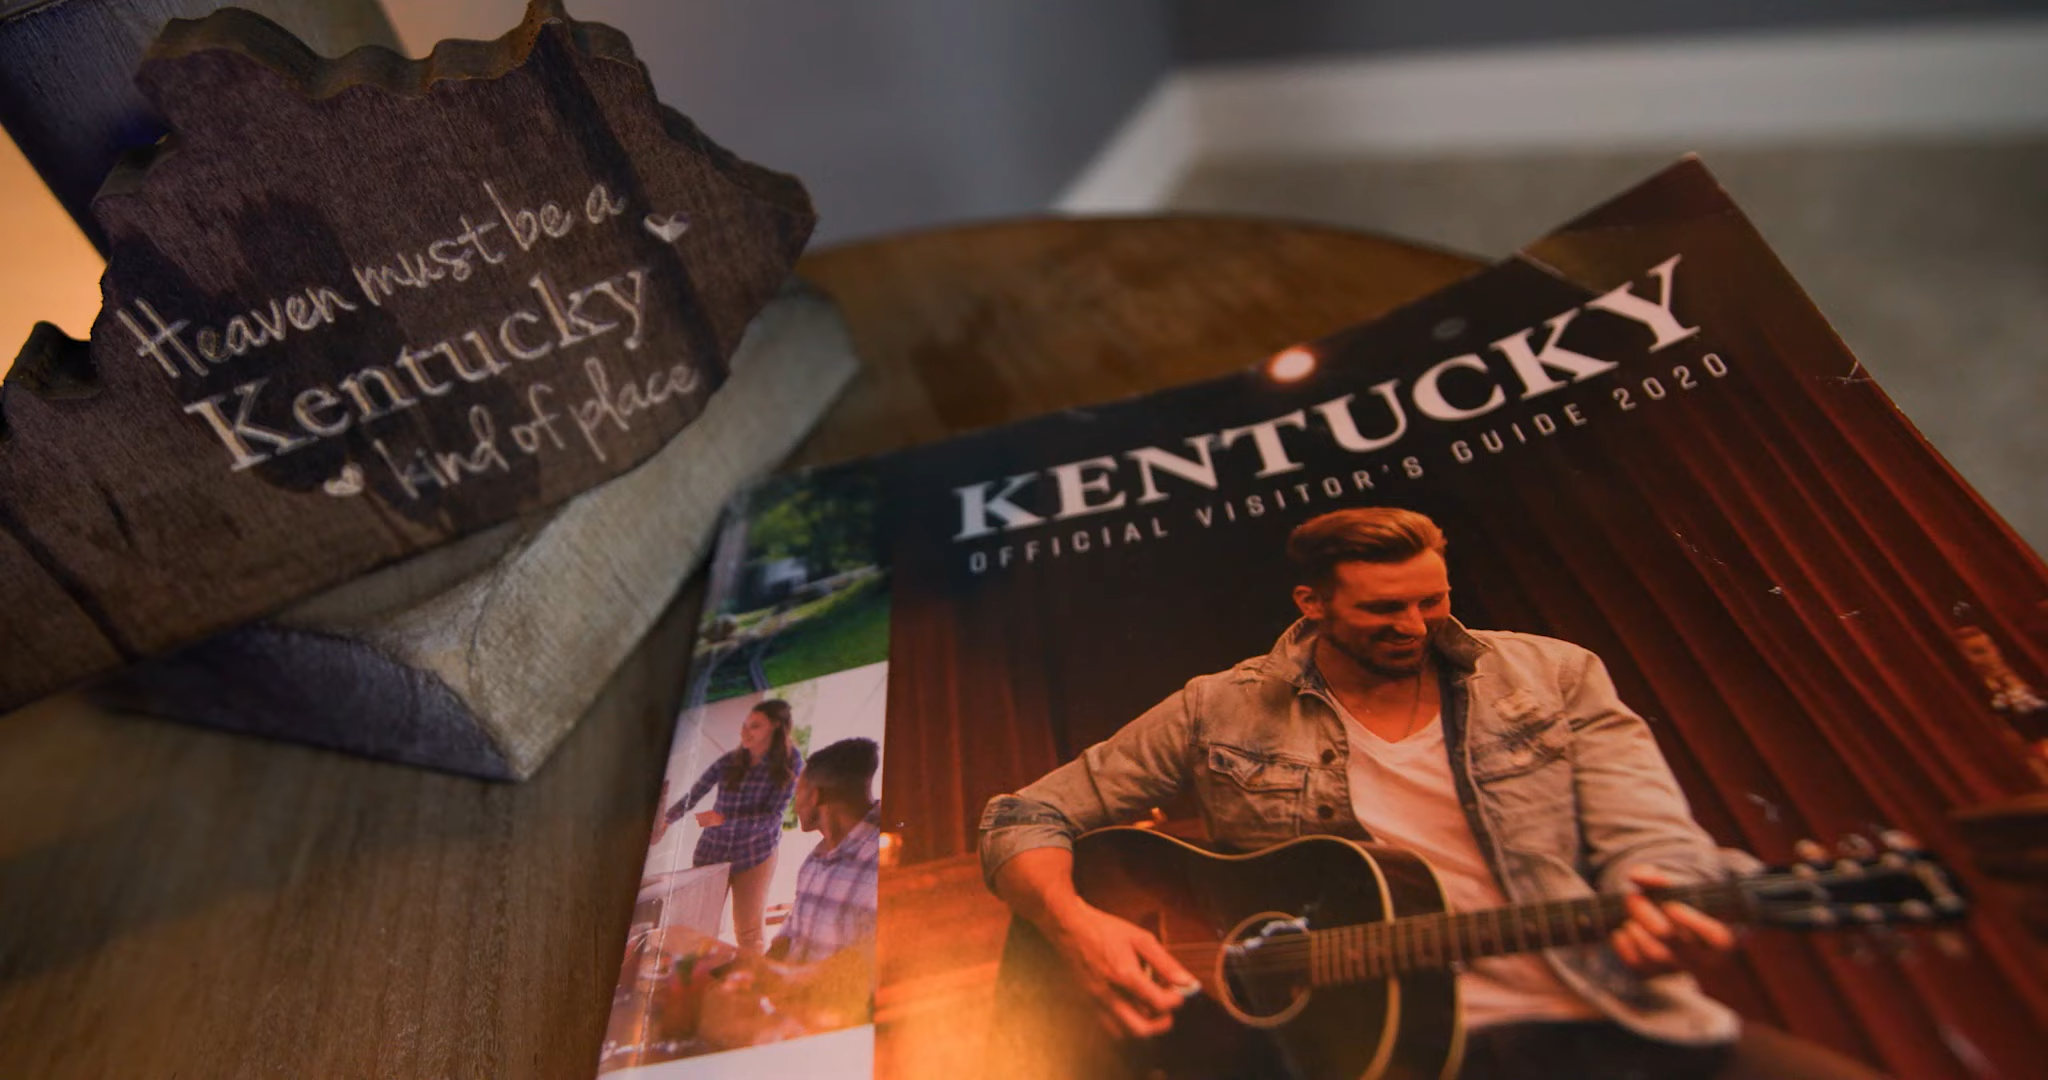 Heaven must be a
Kentucky
kind of place
KENTUCKY
OFFICIAL VISITOR'S GUIDE 2020